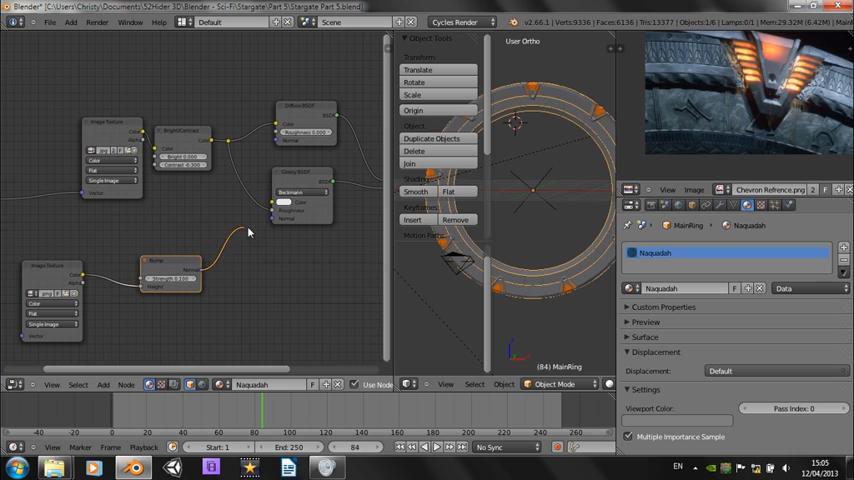 Blender* [C:\Users\Christy\Documents\52Hider 3D\Blender - Sci-Fi\Stargate\Part 5\Stargate Part 5.blend]
File Add Window Help Default Scene Cycles Render v2.66.1 | Verts:9336 | Faces:6136 | Tris:13377 | Objects:1/6 | Lamps:0/1 | Mem:29.32M (6.42M) | MainRing
Object Tools
User Ortho
Transform
Translate
Rotate
Scale
Origin
Object:
Duplicate Objects
Delete
Join
Shading:
Smooth Flat
Keyframes:
Insert Remove
Motion Paths:
Image Texture
Color
Alpha
Color
Flat
Single Image
Vector
Bright/Contrast
Color
Color
Bright 0.000
Contrast -0.300
Diffuse BSDF
BSDF
Color
Roughness 0.000
Normal
Glossy BSDF
BSDF
Beckmann
Color
Roughness
Normal
Bump
Normal
Strength 0.100
Height
Image Texture
Color
Alpha
Color
Flat
Single Image
Vector
(84) MainRing
View Select Add Node Naquadah F Use Node
View Select Object Object Mode
View Image Chevron Refrence.png 2 F
MainRing Naquadah
Naquadah
Naquadah F Data
Custom Properties
Preview
Surface
Displacement
Displacement: Default
Settings
Viewport Color: Pass Index: 0
Multiple Importance Sample
-40 -20 0 20 40 60 80 100 120 140 160 180 200 220 240 260 280
View Marker Frame Playback Start: 1 End: 250 84 No Sync
EN 15:05
12/04/2013